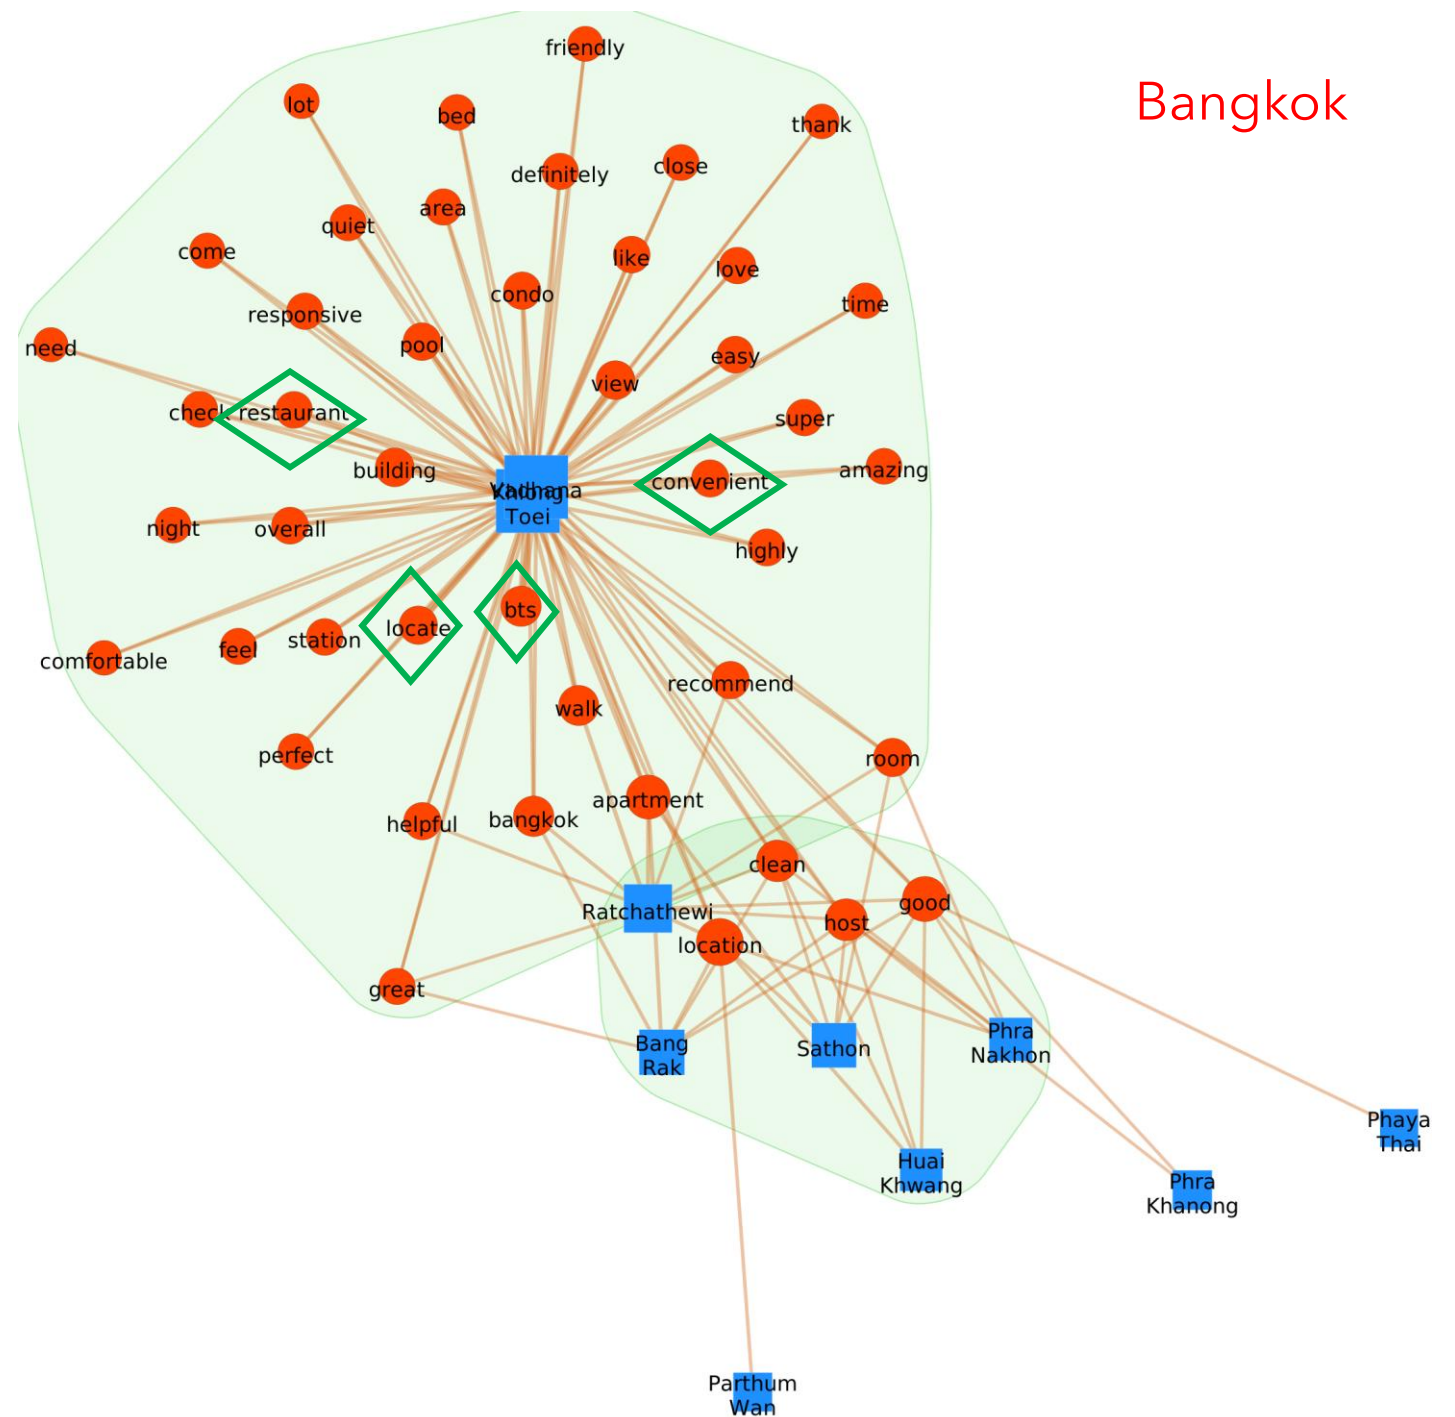 friendly
Bangkok
lot
bed
thank
definitely
close
area
quiet
come
like
love
condo
time
responsive
need
pool
easy
view
check
restaurant
super
building
convenient
amazing
Vadhana
Khlong
Toei
night
overall
highly
bts
locate
station
feel
comfortable
recommend
walk
perfect
room
apartment
helpful
bangkok
clean
good
Ratchathewi
host
location
great
Bang
Rak
Sathon
Phra
Nakhon
Phaya
Thai
Huai
Khwang
Phra
Khanong
Parthum
Wan